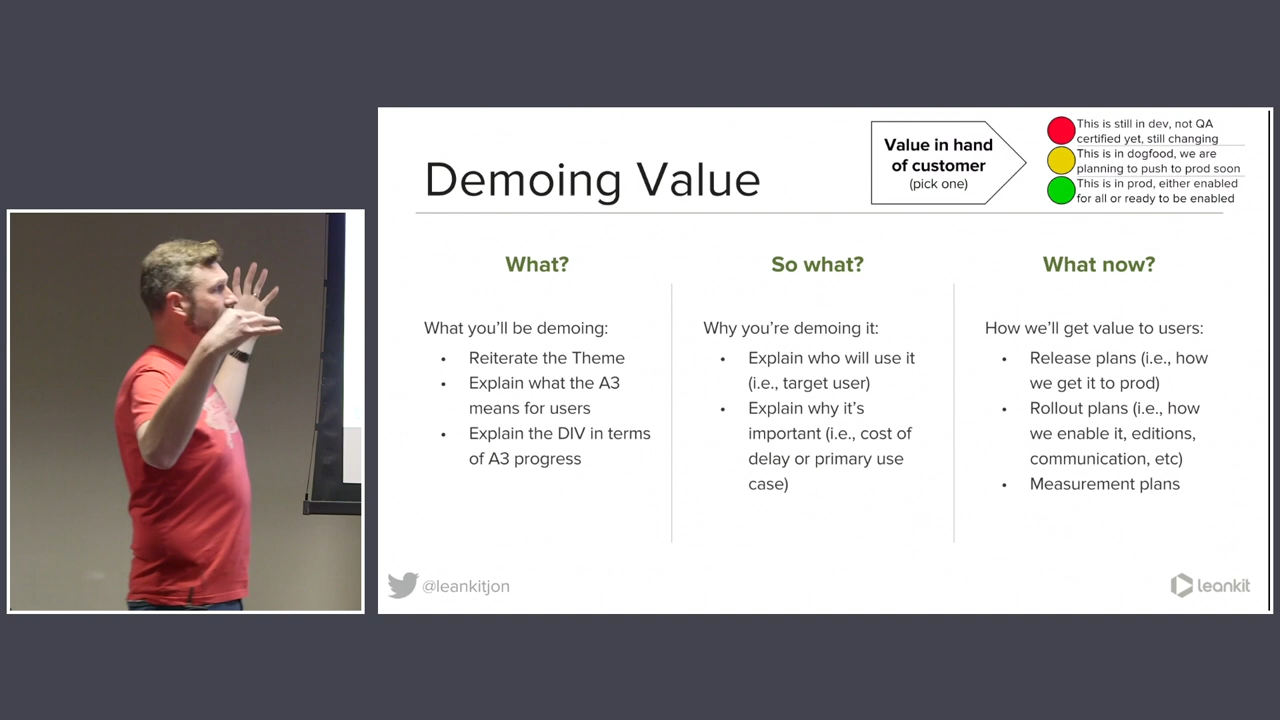 Demoing Value
Value in hand
of customer
(pick one)
This is still in dev, not QA
certified yet, still changing
This is in dogfood, we are
planning to push to prod soon
This is in prod, either enabled
for all or ready to be enabled
What?
What you'll be demoing:
• Reiterate the Theme
• Explain what the A3
means for users
• Explain the DIV in terms
of A3 progress
So what?
Why you're demoing it:
• Explain who will use it
(i.e., target user)
• Explain why it's
important (i.e., cost of
delay or primary use
case)
What now?
How we'll get value to users:
• Release plans (i.e., how
we get it to prod)
• Rollout plans (i.e., how
we enable it, editions,
communication, etc)
• Measurement plans
@leankitjon
leankit